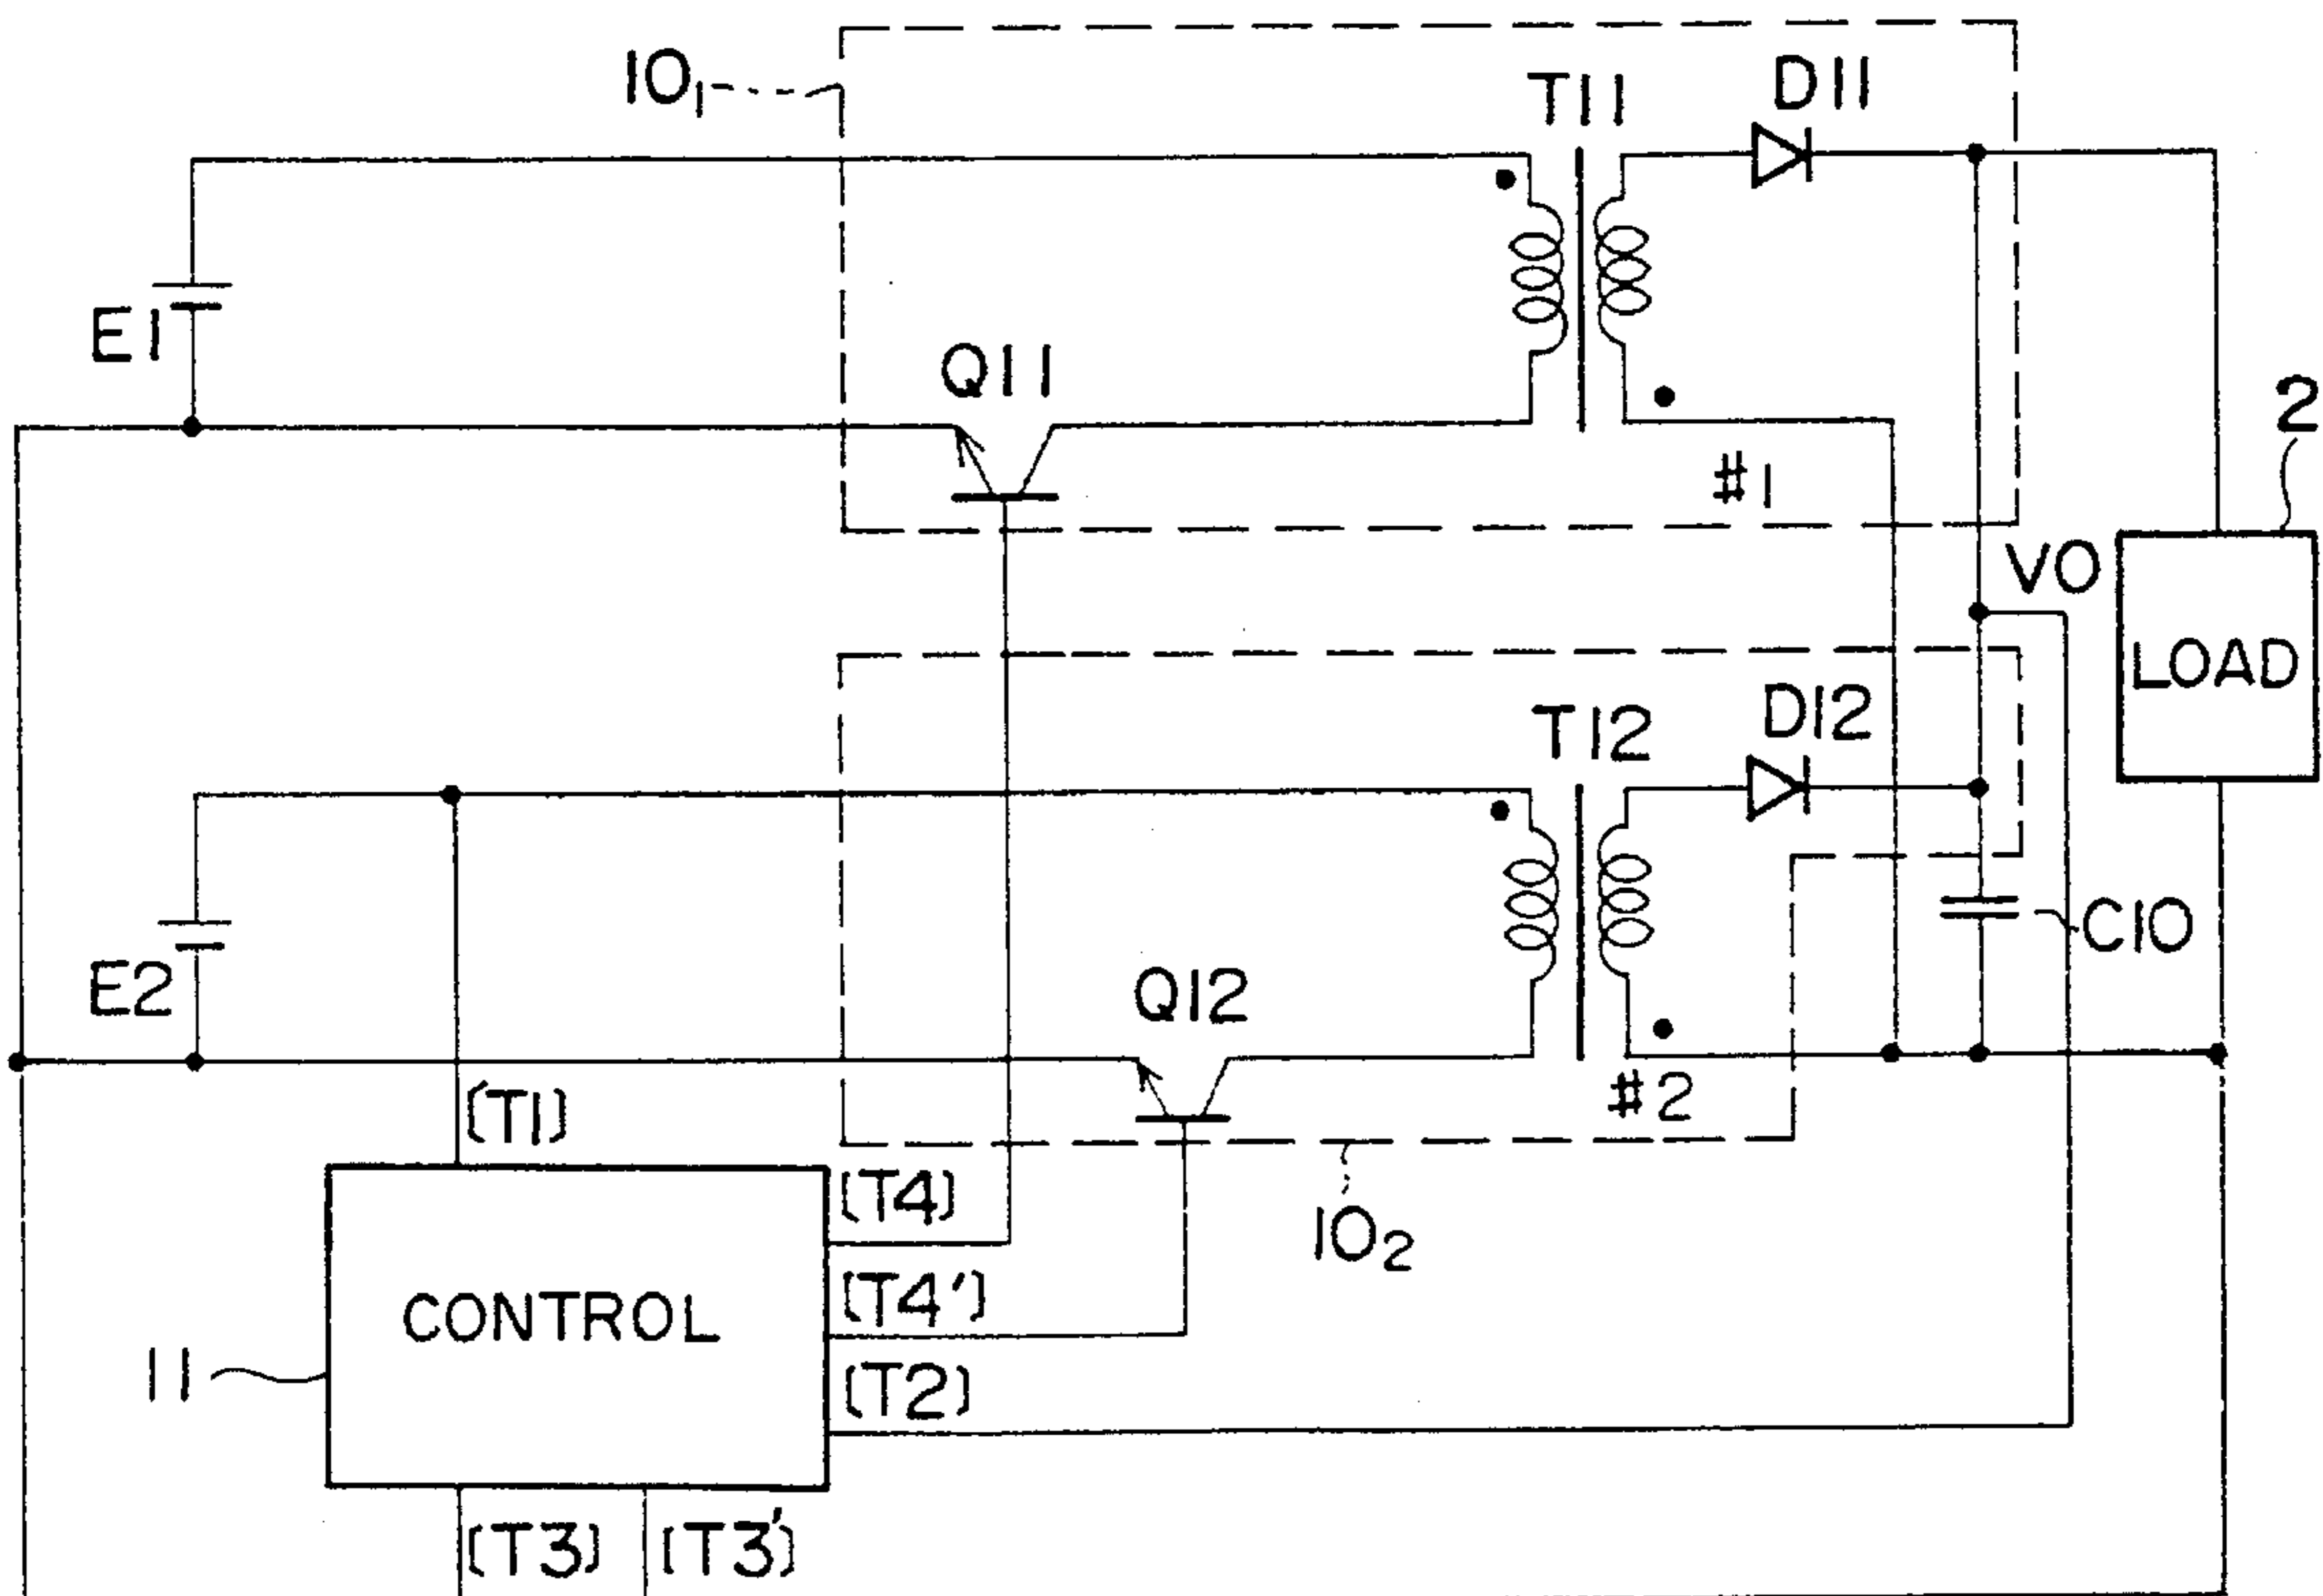 10₁
T11
D11
E1
Q11
#1
2
VO
LOAD
T12
D12
E2
Q12
C10
#2
(T1)
(T4)
10₂
CONTROL
(T4')
11
(T2)
(T3)
(T3')